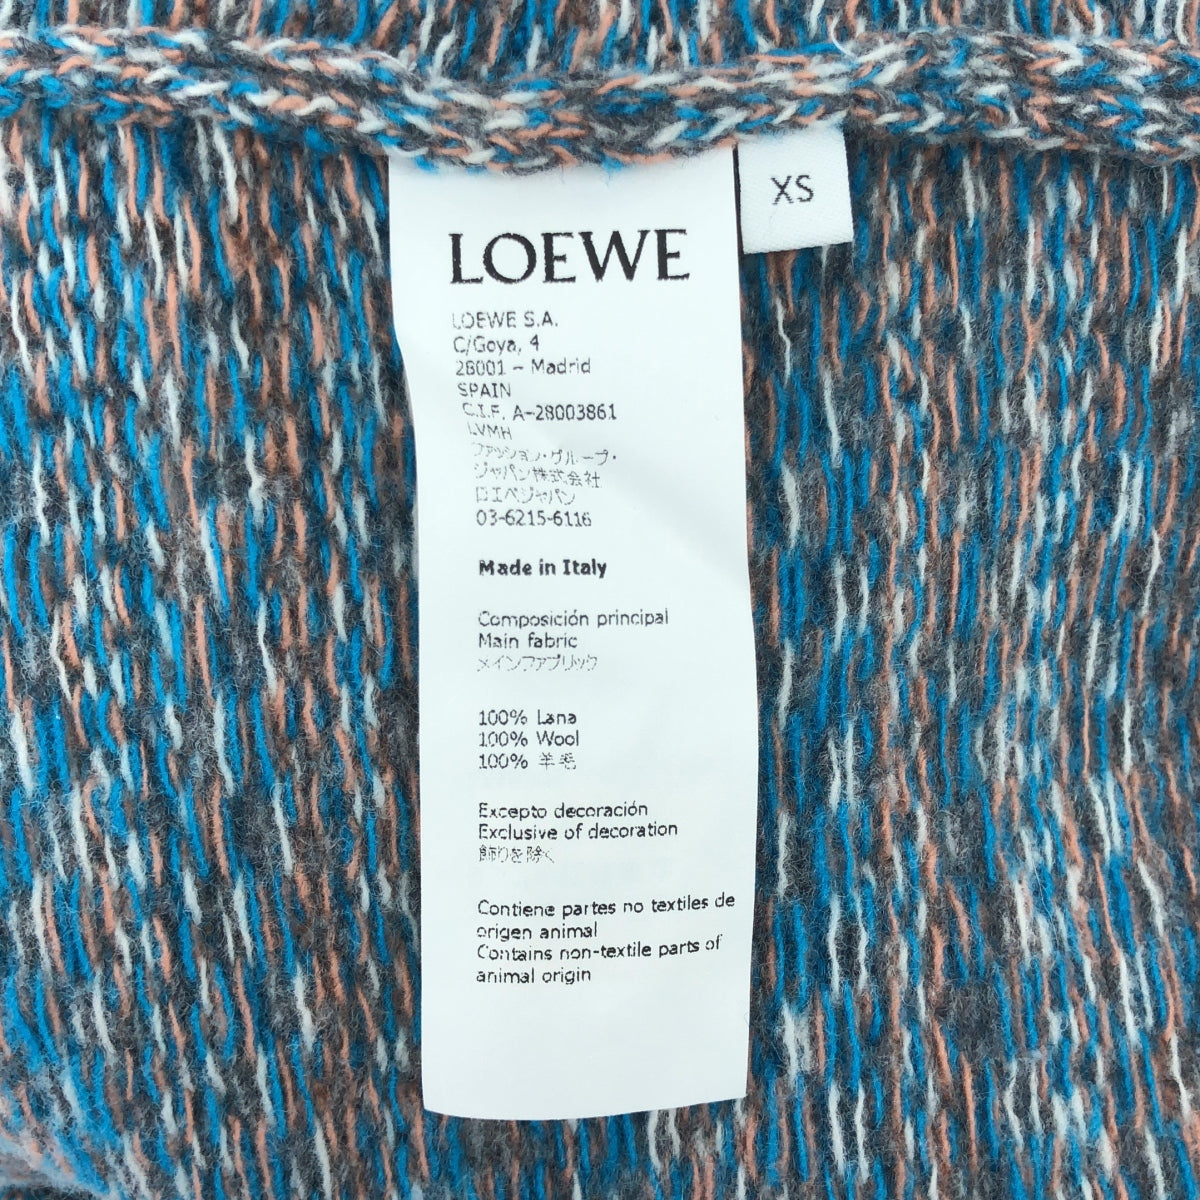 XS
LOEWE
LOEWE S.A.
C/Goya, 4
28001 – Madrid
SPAIN
C.I.F. A-28003861
LVMH
ファッション・グループ・
ジャパン株式会社
ロエベジャパン
03-6215-6116
Made in Italy
Composición principal
Main fabric
メインファブリック
100% Lana
100% Wool
100% 羊毛
Excepto decoración
Exclusive of decoration
飾りを除く
Contiene partes no textiles de
origen animal
Contains non-textile parts of
animal origin